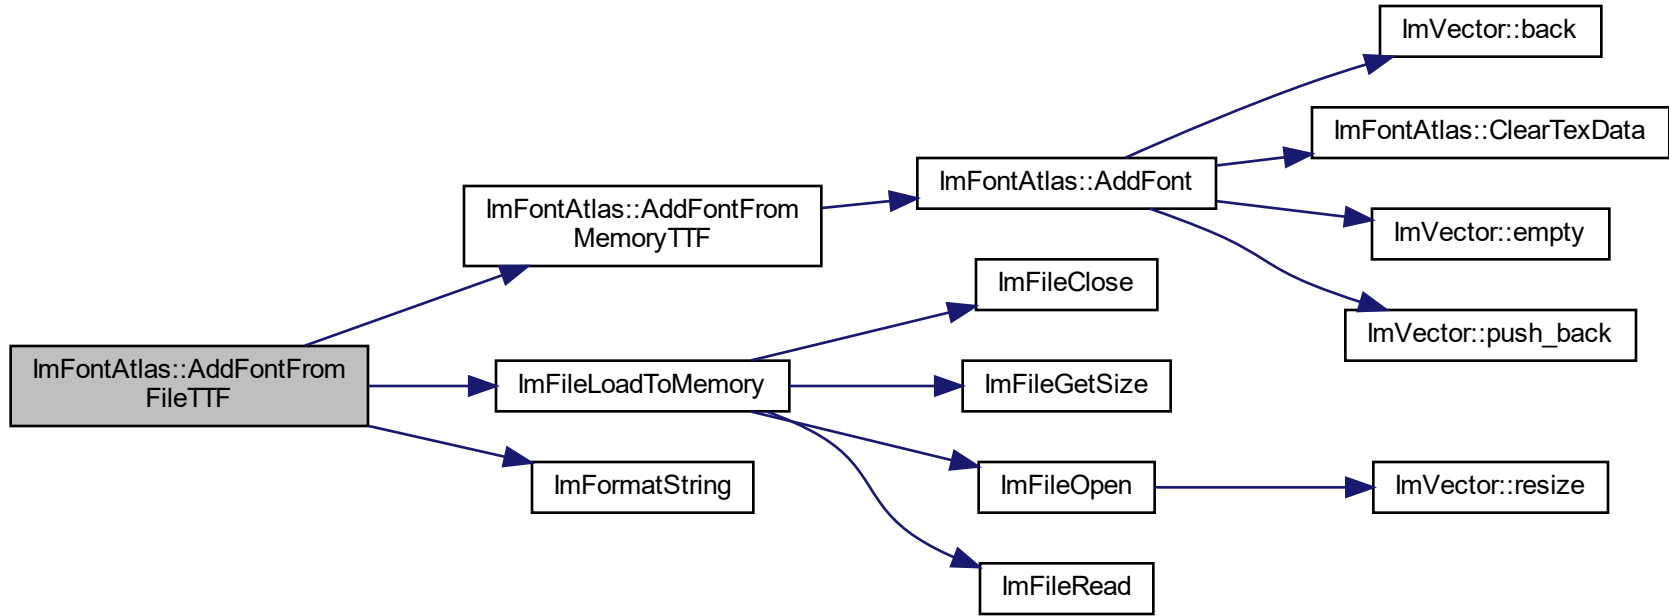 ImFontAtlas::AddFontFrom
FileTTF
ImFontAtlas::AddFontFrom
MemoryTTF
ImFileLoadToMemory
ImFormatString
ImFontAtlas::AddFont
ImFileClose
ImFileGetSize
ImFileOpen
ImFileRead
ImVector::back
ImFontAtlas::ClearTexData
ImVector::empty
ImVector::push_back
ImVector::resize